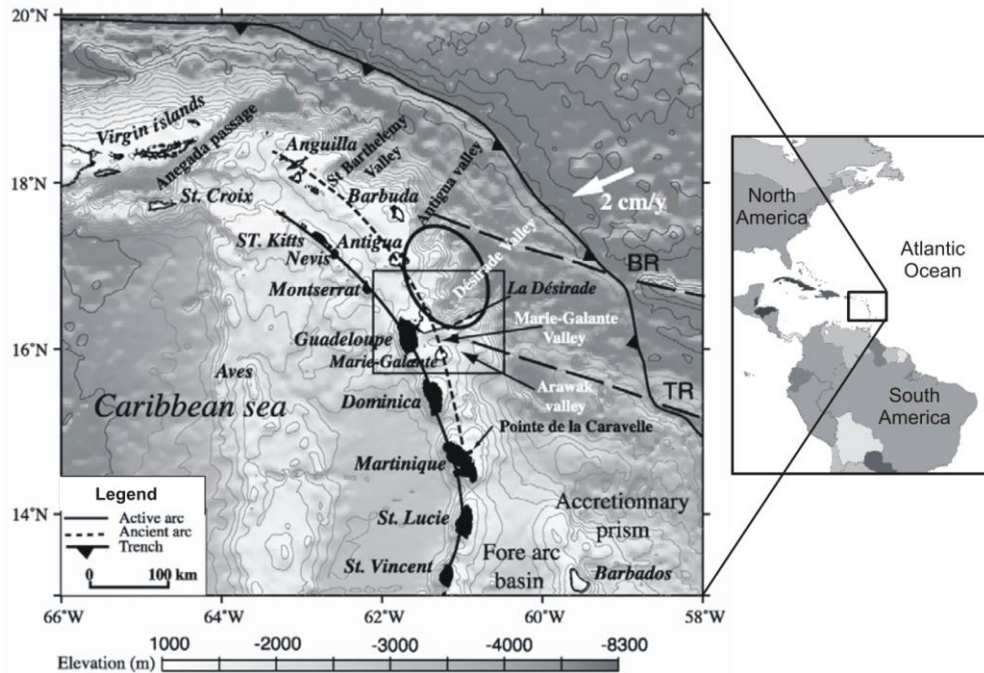 20°N
18°N
16°N
14°N
66°W
64°W
62°W
60°W
58°W
Virgin islands
Anegada passage
Anguilla
St Barthelemy
Valley
Antigua valley
St. Croix
Barbuda
2 cm/y
ST. Kitts
Nevis
Antigua
BR
Désirade Valley
Montserrat
La Désirade
Guadeloupe
Marie-Galante
Valley
Marie-Galante
Aves
Arawak
valley
TR
Caribbean sea
Dominica
Pointe de la Caravelle
Martinique
Accretionnary
prism
St. Lucie
Fore arc
basin
St. Vincent
Barbados
Legend
Active arc
Ancient arc
Trench
0 100 km
1000 -2000 -3000 -4000 -8300
Elevation (m)
North
America
Atlantic
Ocean
South
America